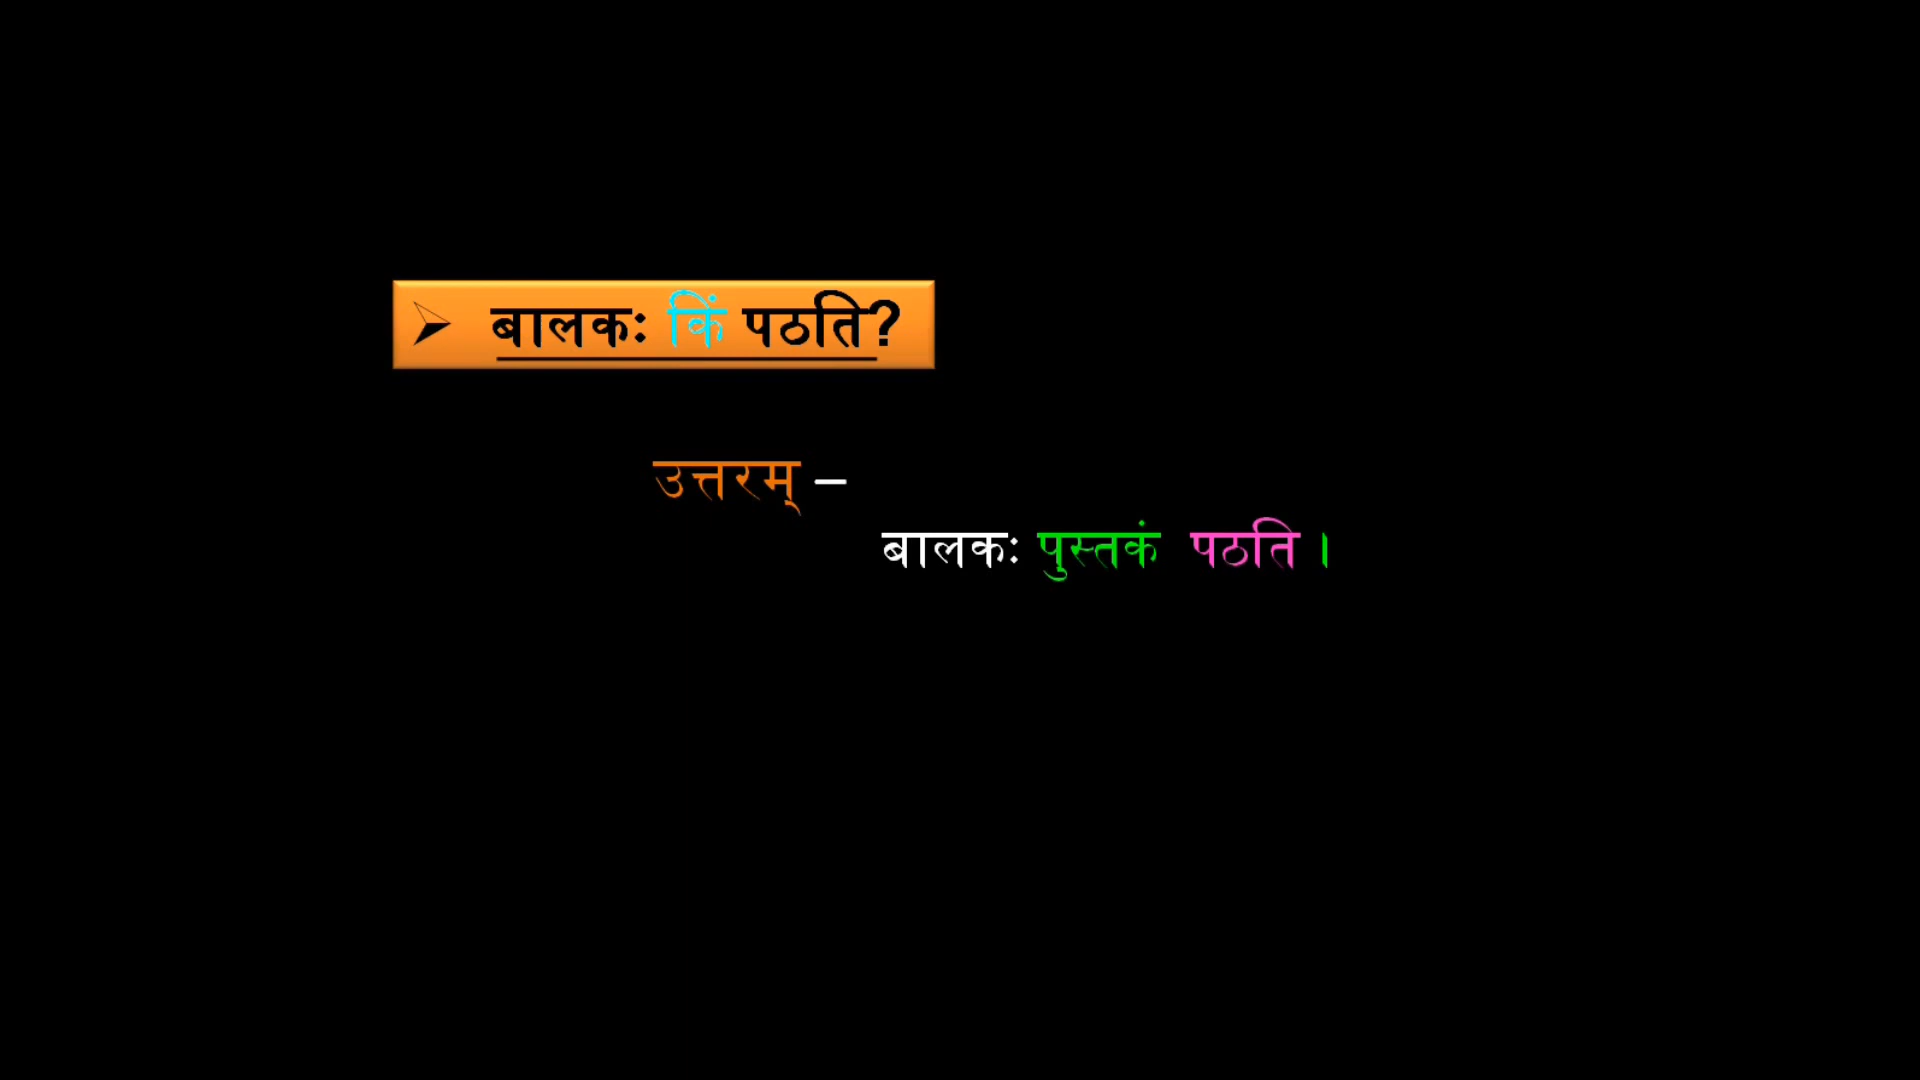 बालकः किं पठति?
उत्तरम् –
बालकः पुस्तकं पठति ।